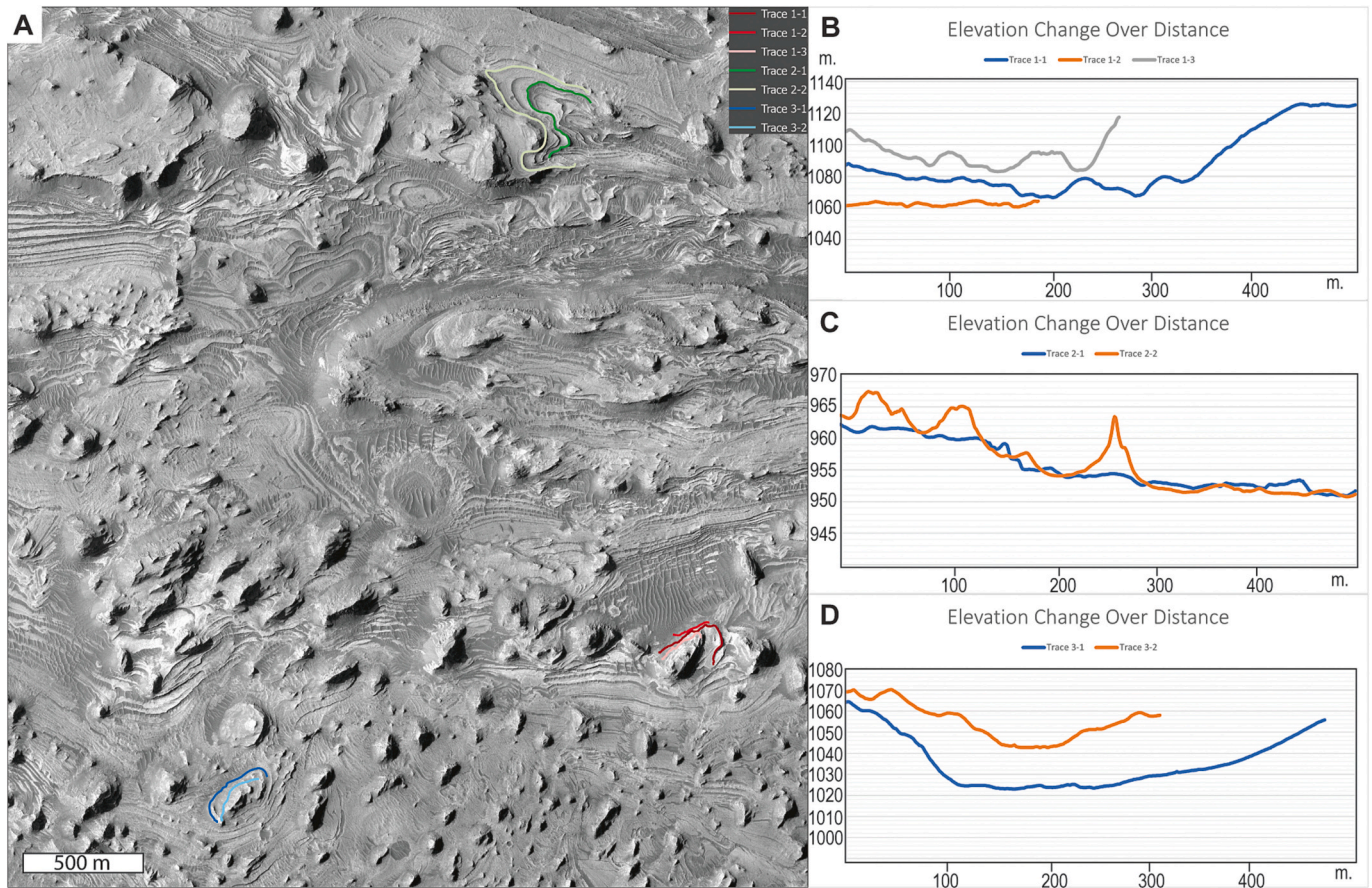 A
Trace 1-1
Trace 1-2
Trace 1-3
Trace 2-1
Trace 2-2
Trace 3-1
Trace 3-2
500 m
B
Elevation Change Over Distance
m.
Trace 1-1 Trace 1-2 Trace 1-3
1140
1120
1100
1080
1060
1040
100 200 300 400 m.
C
Elevation Change Over Distance
Trace 2-1 Trace 2-2
970
965
960
955
950
945
100 200 300 400 m.
D
Elevation Change Over Distance
Trace 3-1 Trace 3-2
1080
1070
1060
1050
1040
1030
1020
1000
100 200 300 400 m.